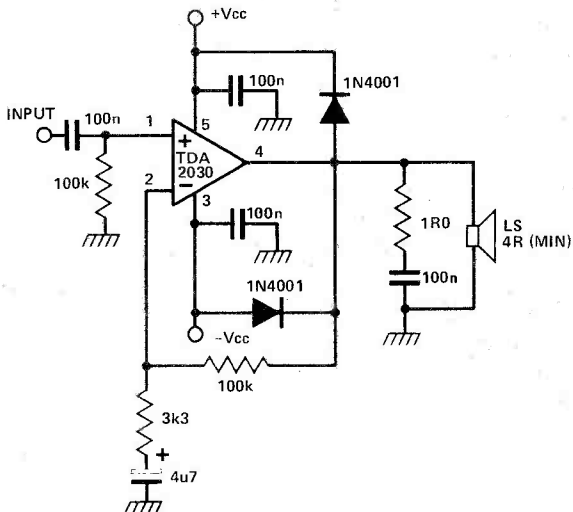 +Vcc
100n
1N4001
INPUT
100n
1
5
+
TDA
2030
4
100k
2
−
3
100n
1R0
LS
4R (MIN)
100n
1N4001
-Vcc
100k
3k3
+
4u7